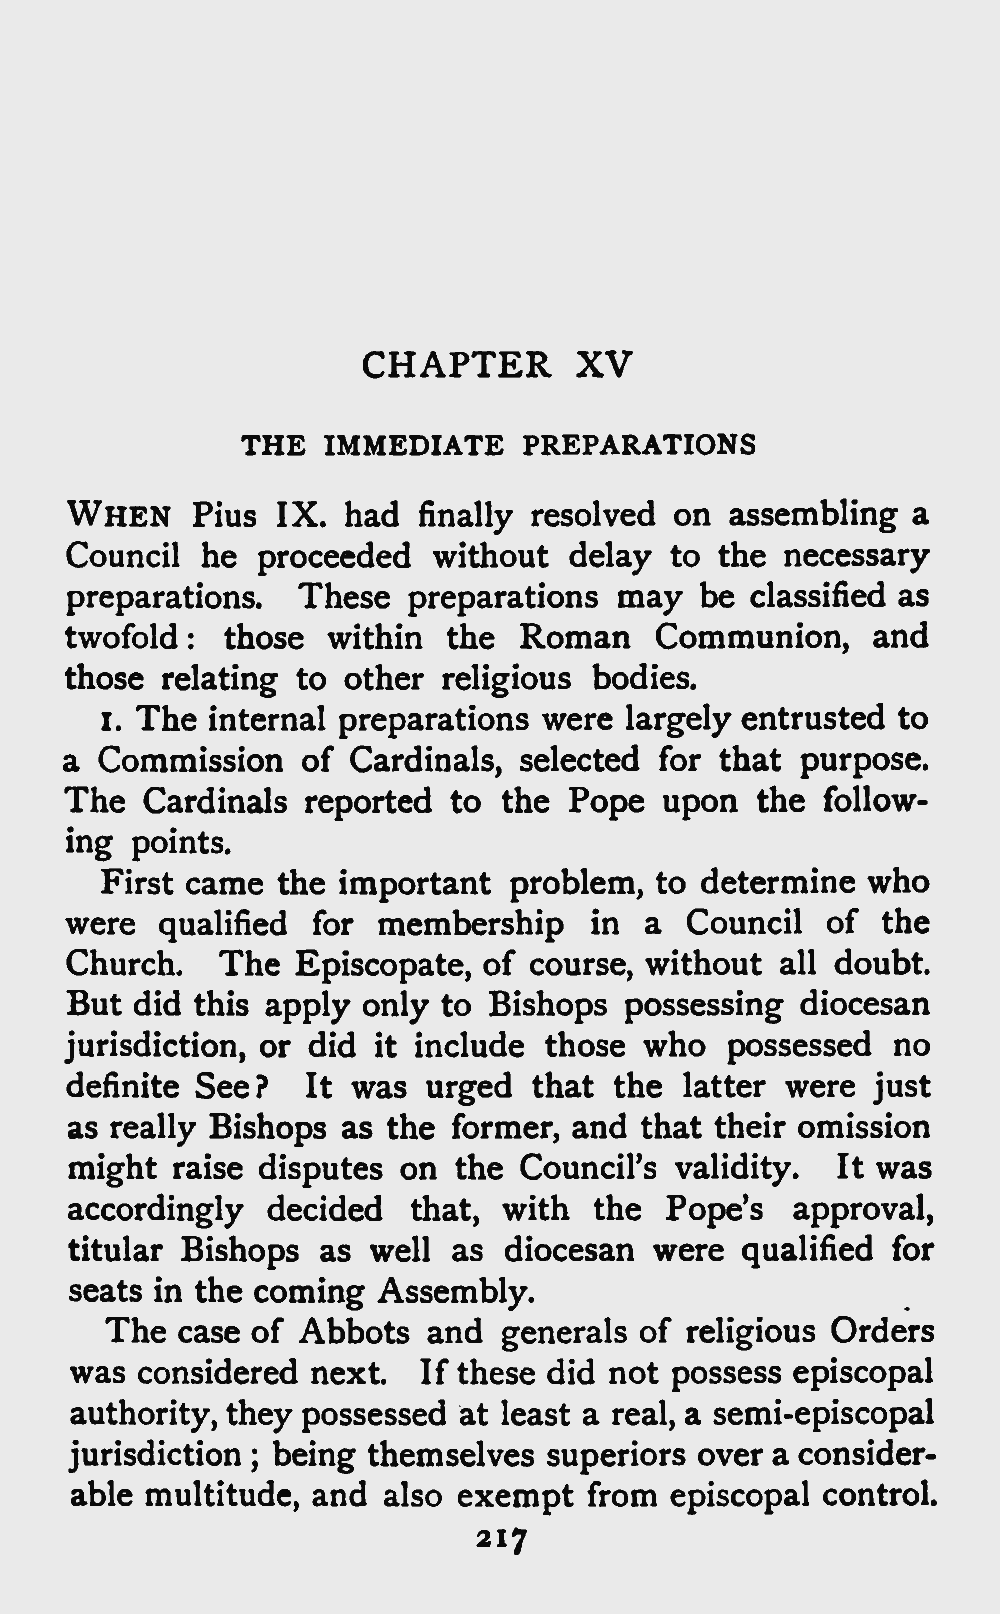 CHAPTER XV
THE IMMEDIATE PREPARATIONS
WHEN Pius IX. had finally resolved on assembling a
Council he proceeded without delay to the necessary
preparations. These preparations may be classified as
twofold : those within the Roman Communion, and
those relating to other religious bodies.
1. The internal preparations were largely entrusted to
a Commission of Cardinals, selected for that purpose.
The Cardinals reported to the Pope upon the follow-
ing points.
First came the important problem, to determine who
were qualified for membership in a Council of the
Church. The Episcopate, of course, without all doubt.
But did this apply only to Bishops possessing diocesan
jurisdiction, or did it include those who possessed no
definite See? It was urged that the latter were just
as really Bishops as the former, and that their omission
might raise disputes on the Council's validity. It was
accordingly decided that, with the Pope's approval,
titular Bishops as well as diocesan were qualified for
seats in the coming Assembly.
The case of Abbots and generals of religious Orders
was considered next. If these did not possess episcopal
authority, they possessed at least a real, a semi-episcopal
jurisdiction ; being themselves superiors over a consider-
able multitude, and also exempt from episcopal control.
217